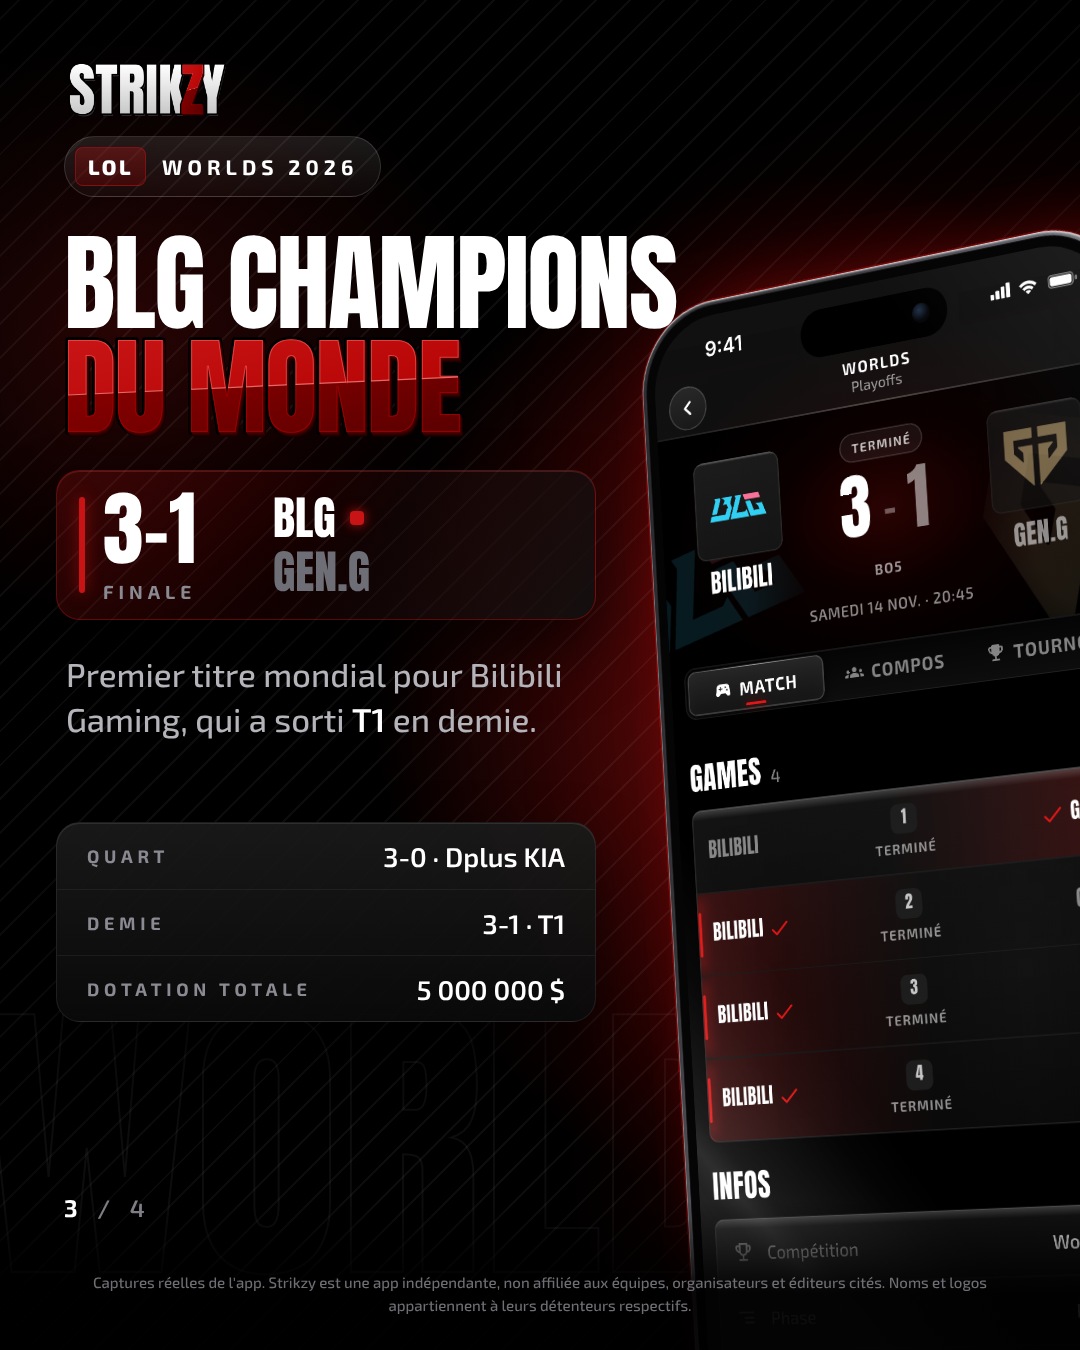 STRIKZY
LOL WORLDS 2026
BLG CHAMPIONS
DU MONDE
3-1
FINALE
BLG
GEN.G
Premier titre mondial pour Bilibili
Gaming, qui a sorti T1 en demie.
QUART 3-0 · Dplus KIA
DEMIE 3-1 · T1
DOTATION TOTALE 5 000 000 $
9:41
WORLDS
Playoffs
TERMINÉ
BLG
3 - 1
BILIBILI
GEN.G
BO5
SAMEDI 14 NOV. · 20:45
MATCH COMPOS TOURNO
GAMES 4
BILIBILI 1 G
TERMINÉ
BILIBILI 2
TERMINÉ
BILIBILI 3
TERMINÉ
BILIBILI 4
TERMINÉ
INFOS
Compétition Wo
Phase
WORLD
3 / 4
Captures réelles de l'app. Strikzy est une app indépendante, non affiliée aux équipes, organisateurs et éditeurs cités. Noms et logos
appartiennent à leurs détenteurs respectifs.